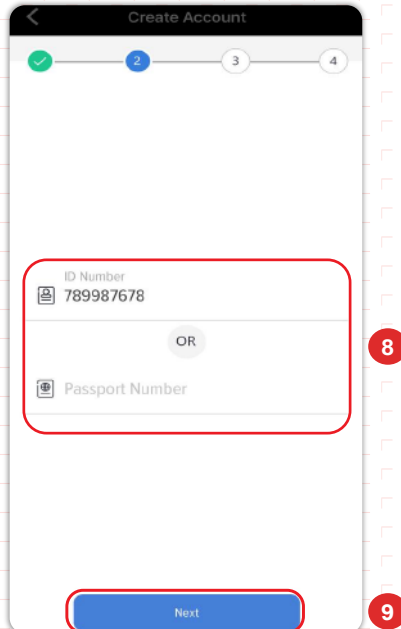 Create Account
2 3 4
ID Number
789987678
OR
8
Passport Number
Next
9